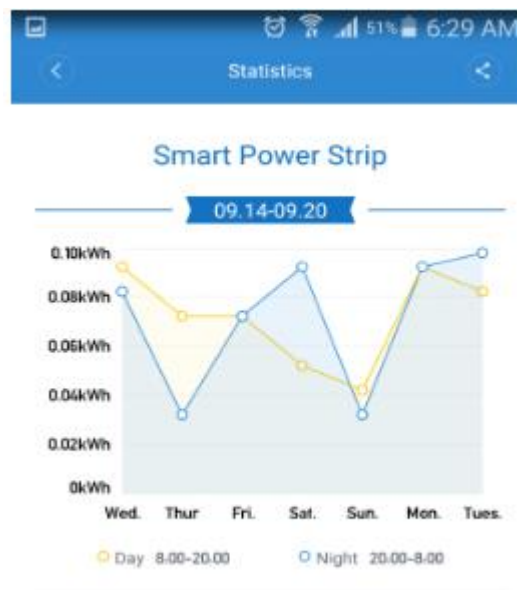 51% 6:29 AM
Statistics
Smart Power Strip
09.14-09.20
0.10kWh
0.08kWh
0.06kWh
0.04kWh
0.02kWh
0kWh
Wed. Thur Fri. Sat. Sun. Mon. Tues.
Day 8:00-20:00 Night 20:00-8:00